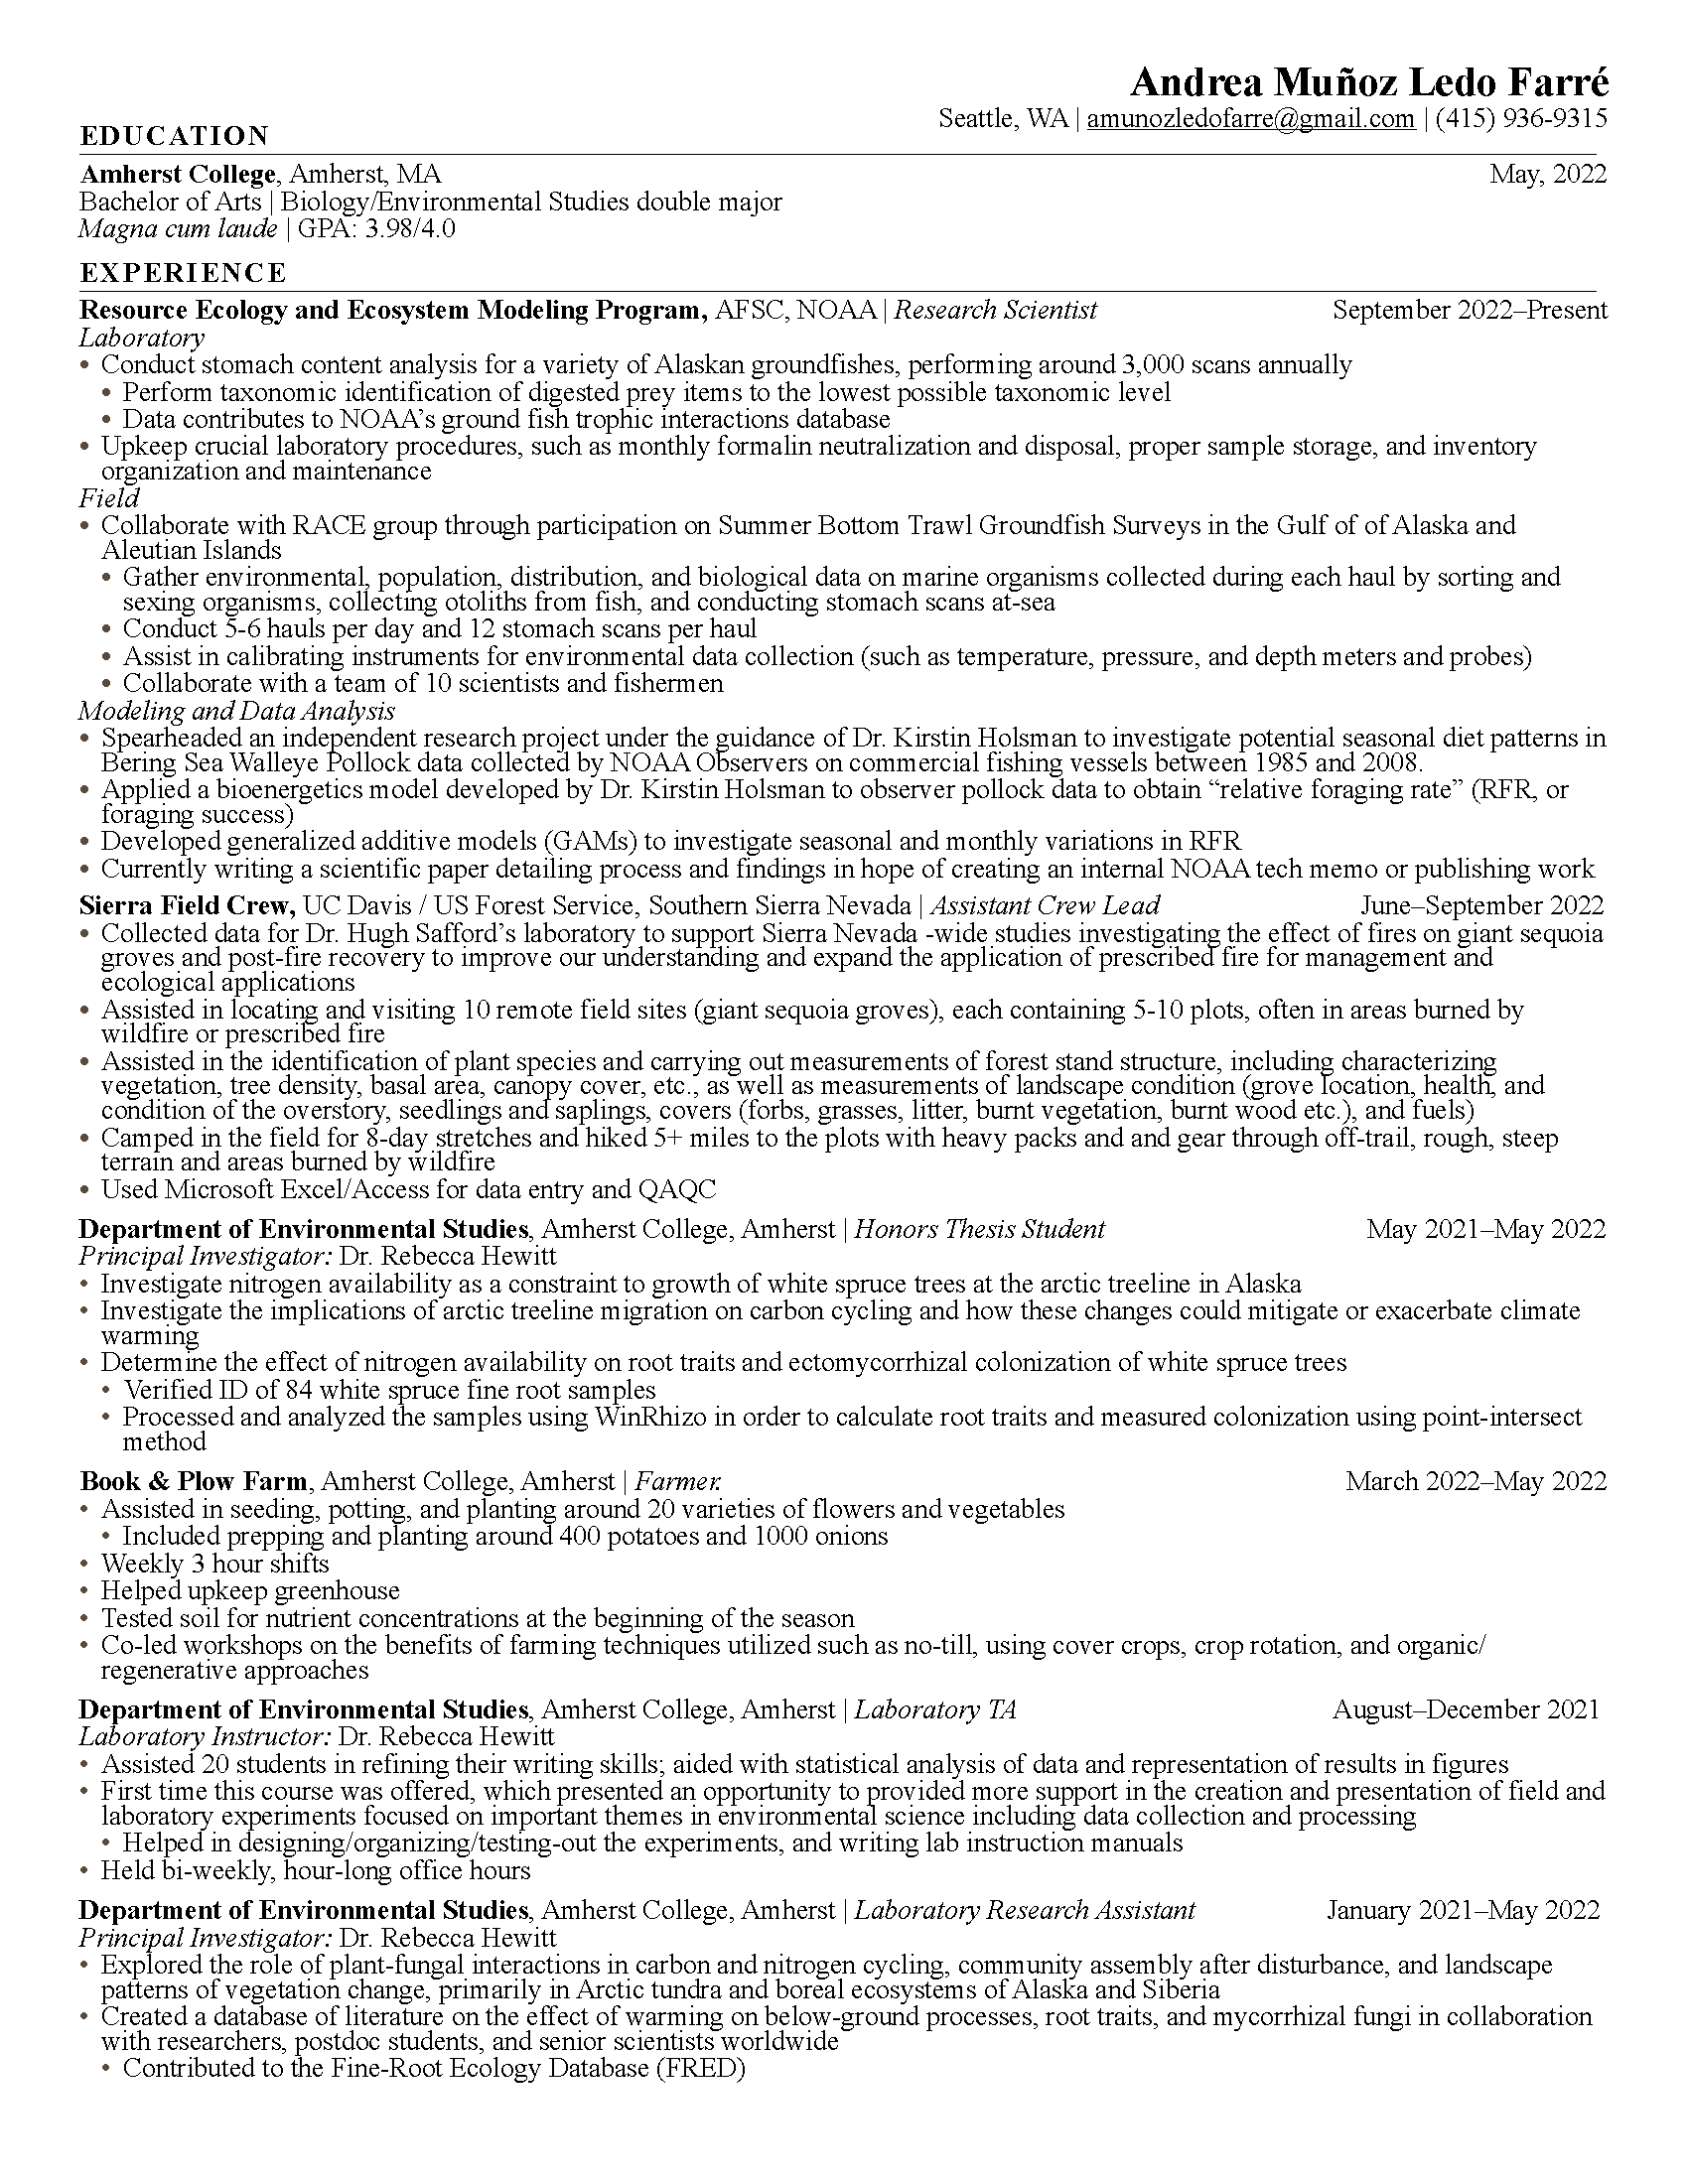 Andrea Muñoz Ledo Farré
Seattle, WA | amunozledofarre@gmail.com | (415) 936-9315
EDUCATION
Amherst College, Amherst, MA May, 2022
Bachelor of Arts | Biology/Environmental Studies double major
Magna cum laude | GPA: 3.98/4.0
EXPERIENCE
Resource Ecology and Ecosystem Modeling Program, AFSC, NOAA | Research Scientist September 2022–Present
Laboratory
• Conduct stomach content analysis for a variety of Alaskan groundfishes, performing around 3,000 scans annually
• Perform taxonomic identification of digested prey items to the lowest possible taxonomic level
• Data contributes to NOAA’s ground fish trophic interactions database
• Upkeep crucial laboratory procedures, such as monthly formalin neutralization and disposal, proper sample storage, and inventory
organization and maintenance
Field
• Collaborate with RACE group through participation on Summer Bottom Trawl Groundfish Surveys in the Gulf of of Alaska and
Aleutian Islands
• Gather environmental, population, distribution, and biological data on marine organisms collected during each haul by sorting and
sexing organisms, collecting otoliths from fish, and conducting stomach scans at-sea
• Conduct 5-6 hauls per day and 12 stomach scans per haul
• Assist in calibrating instruments for environmental data collection (such as temperature, pressure, and depth meters and probes)
• Collaborate with a team of 10 scientists and fishermen
Modeling and Data Analysis
• Spearheaded an independent research project under the guidance of Dr. Kirstin Holsman to investigate potential seasonal diet patterns in
Bering Sea Walleye Pollock data collected by NOAA Observers on commercial fishing vessels between 1985 and 2008.
• Applied a bioenergetics model developed by Dr. Kirstin Holsman to observer pollock data to obtain “relative foraging rate” (RFR, or
foraging success)
• Developed generalized additive models (GAMs) to investigate seasonal and monthly variations in RFR
• Currently writing a scientific paper detailing process and findings in hope of creating an internal NOAA tech memo or publishing work
Sierra Field Crew, UC Davis / US Forest Service, Southern Sierra Nevada | Assistant Crew Lead June–September 2022
• Collected data for Dr. Hugh Safford’s laboratory to support Sierra Nevada -wide studies investigating the effect of fires on giant sequoia
groves and post-fire recovery to improve our understanding and expand the application of prescribed fire for management and
ecological applications
• Assisted in locating and visiting 10 remote field sites (giant sequoia groves), each containing 5-10 plots, often in areas burned by
wildfire or prescribed fire
• Assisted in the identification of plant species and carrying out measurements of forest stand structure, including characterizing
vegetation, tree density, basal area, canopy cover, etc., as well as measurements of landscape condition (grove location, health, and
condition of the overstory, seedlings and saplings, covers (forbs, grasses, litter, burnt vegetation, burnt wood etc.), and fuels)
• Camped in the field for 8-day stretches and hiked 5+ miles to the plots with heavy packs and and gear through off-trail, rough, steep
terrain and areas burned by wildfire
• Used Microsoft Excel/Access for data entry and QAQC
Department of Environmental Studies, Amherst College, Amherst | Honors Thesis Student May 2021–May 2022
Principal Investigator: Dr. Rebecca Hewitt
• Investigate nitrogen availability as a constraint to growth of white spruce trees at the arctic treeline in Alaska
• Investigate the implications of arctic treeline migration on carbon cycling and how these changes could mitigate or exacerbate climate
warming
• Determine the effect of nitrogen availability on root traits and ectomycorrhizal colonization of white spruce trees
• Verified ID of 84 white spruce fine root samples
• Processed and analyzed the samples using WinRhizo in order to calculate root traits and measured colonization using point-intersect
method
Book & Plow Farm, Amherst College, Amherst | Farmer. March 2022–May 2022
• Assisted in seeding, potting, and planting around 20 varieties of flowers and vegetables
• Included prepping and planting around 400 potatoes and 1000 onions
• Weekly 3 hour shifts
• Helped upkeep greenhouse
• Tested soil for nutrient concentrations at the beginning of the season
• Co-led workshops on the benefits of farming techniques utilized such as no-till, using cover crops, crop rotation, and organic/
regenerative approaches
Department of Environmental Studies, Amherst College, Amherst | Laboratory TA August–December 2021
Laboratory Instructor: Dr. Rebecca Hewitt
• Assisted 20 students in refining their writing skills; aided with statistical analysis of data and representation of results in figures
• First time this course was offered, which presented an opportunity to provided more support in the creation and presentation of field and
laboratory experiments focused on important themes in environmental science including data collection and processing
• Helped in designing/organizing/testing-out the experiments, and writing lab instruction manuals
• Held bi-weekly, hour-long office hours
Department of Environmental Studies, Amherst College, Amherst | Laboratory Research Assistant January 2021–May 2022
Principal Investigator: Dr. Rebecca Hewitt
• Explored the role of plant-fungal interactions in carbon and nitrogen cycling, community assembly after disturbance, and landscape
patterns of vegetation change, primarily in Arctic tundra and boreal ecosystems of Alaska and Siberia
• Created a database of literature on the effect of warming on below-ground processes, root traits, and mycorrhizal fungi in collaboration
with researchers, postdoc students, and senior scientists worldwide
• Contributed to the Fine-Root Ecology Database (FRED)